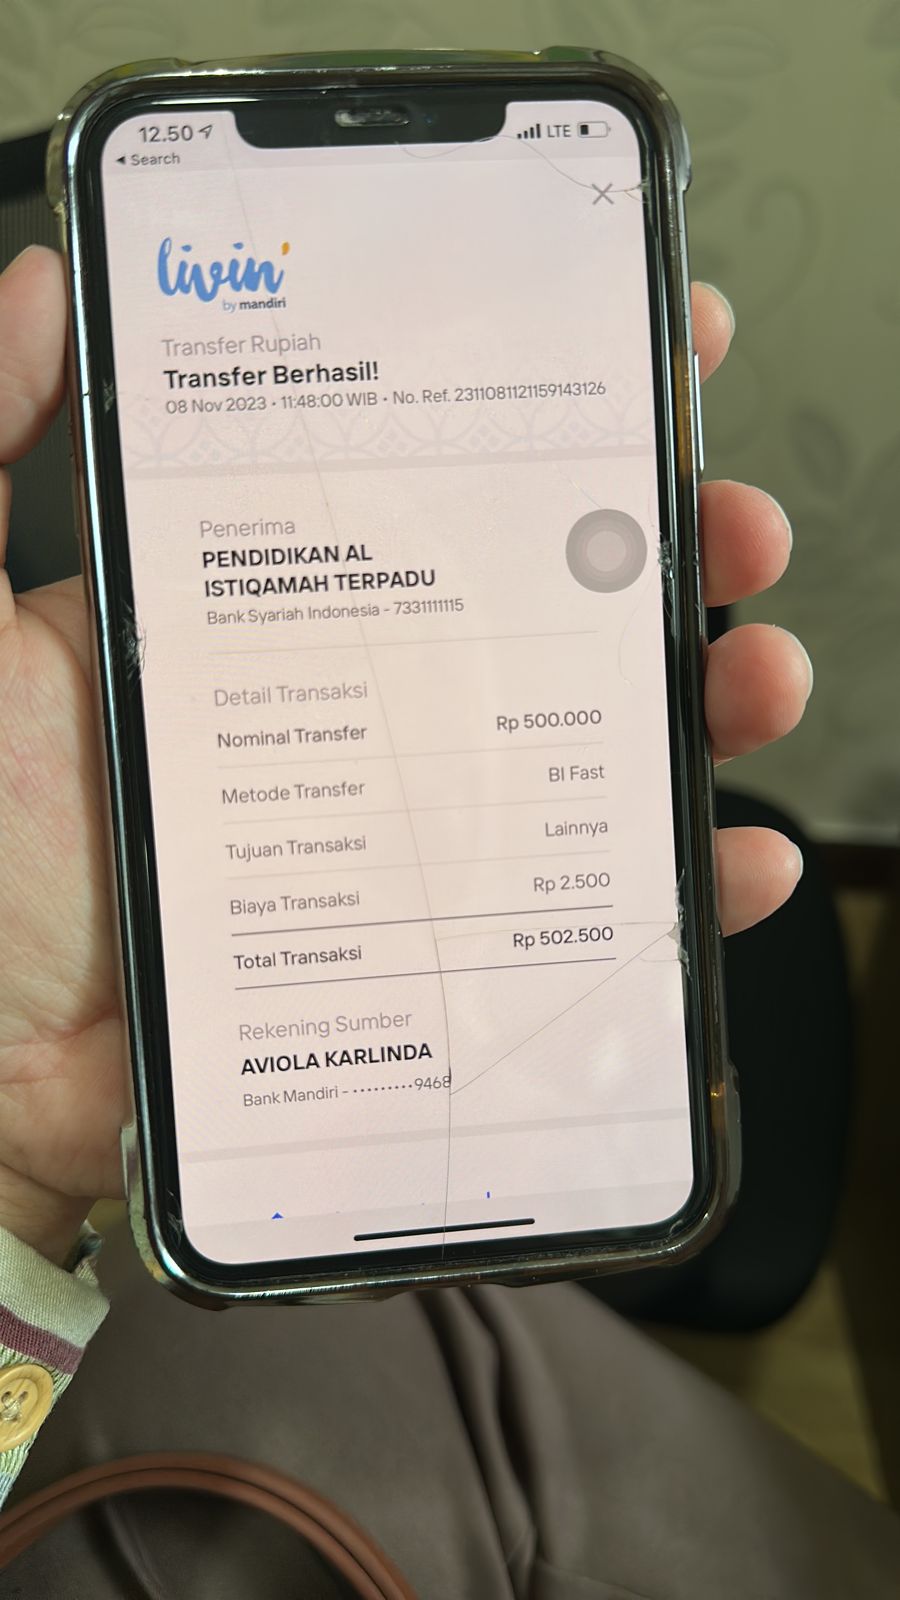 12.50
LTE
Search
livin'
by mandiri
Transfer Rupiah
Transfer Berhasil!
08 Nov 2023 • 11:48:00 WIB • No. Ref. 2311081121159143126
Penerima
PENDIDIKAN AL
ISTIQAMAH TERPADU
Bank Syariah Indonesia - 7331111115
Detail Transaksi
Nominal Transfer Rp 500.000
Metode Transfer BI Fast
Tujuan Transaksi Lainnya
Biaya Transaksi Rp 2.500
Total Transaksi Rp 502.500
Rekening Sumber
AVIOLA KARLINDA
Bank Mandiri - ·········9468